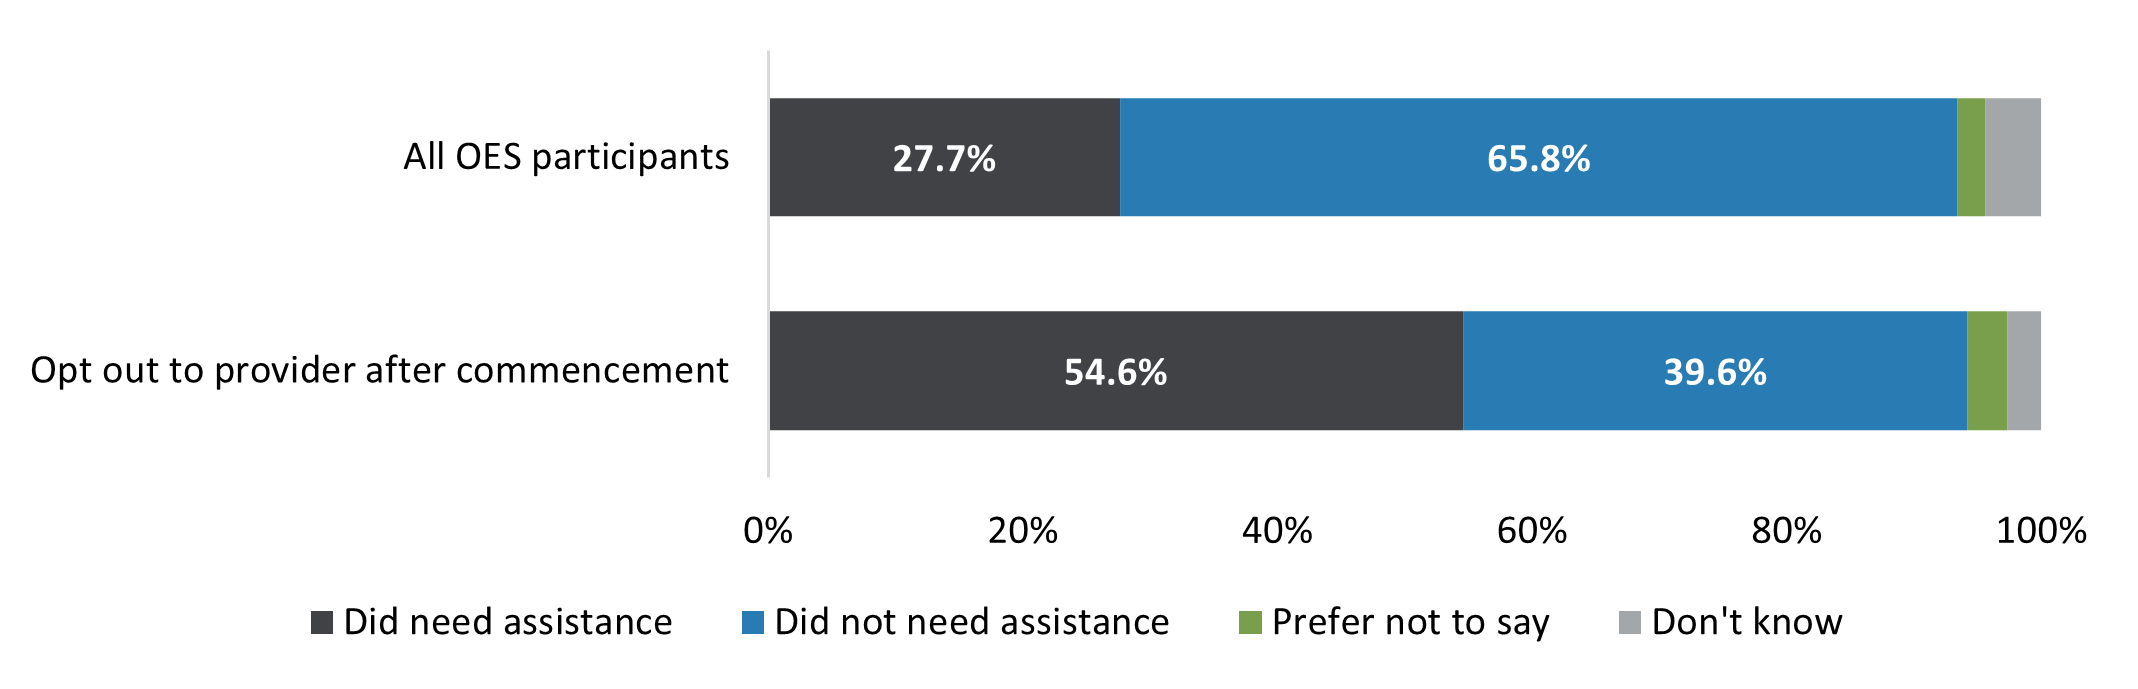 All OES participants
27.7%
65.8%
Opt out to provider after commencement
54.6%
39.6%
0%
20%
40%
60%
80%
100%
Did need assistance
Did not need assistance
Prefer not to say
Don't know